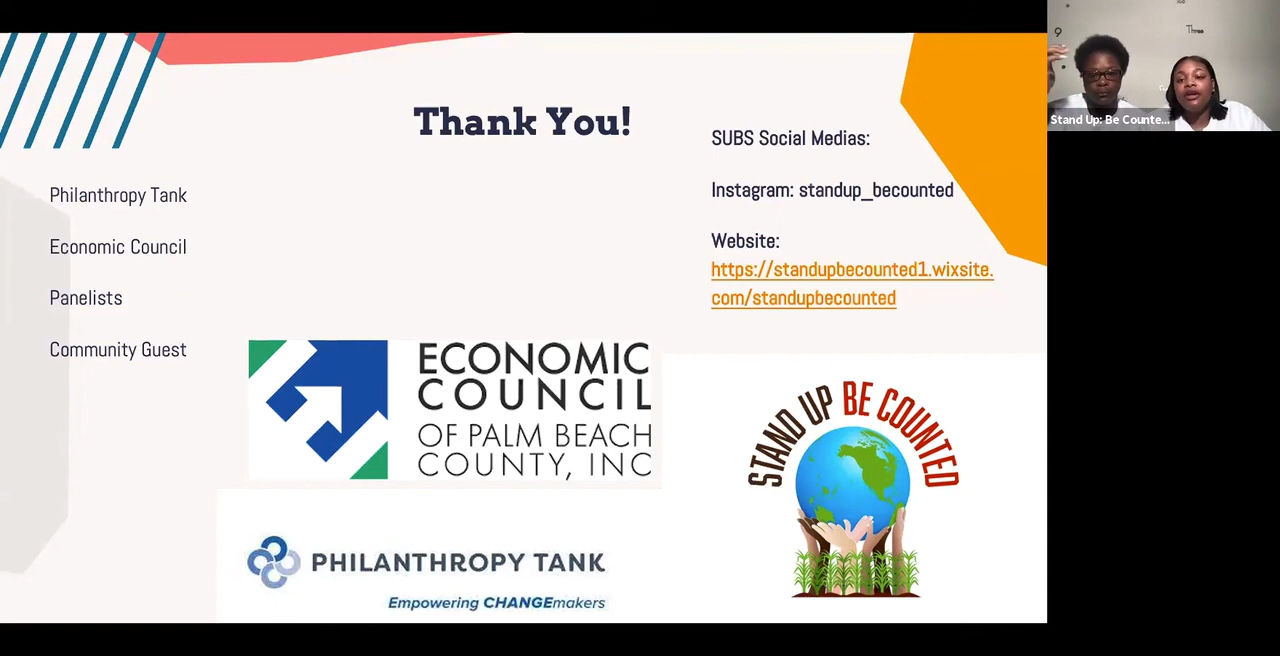 Thank You!
Philanthropy Tank
Economic Council
Panelists
Community Guest
SUBS Social Medias:
Instagram: standup_becounted
Website:
https://standupbecounted1.wixsite.
com/standupbecounted
ECONOMIC
COUNCIL
OF PALM BEACH
COUNTY, INC
PHILANTHROPY TANK
Empowering CHANGEmakers
STAND UP BE COUNTED
9
Three
Stand Up: Be Counte...